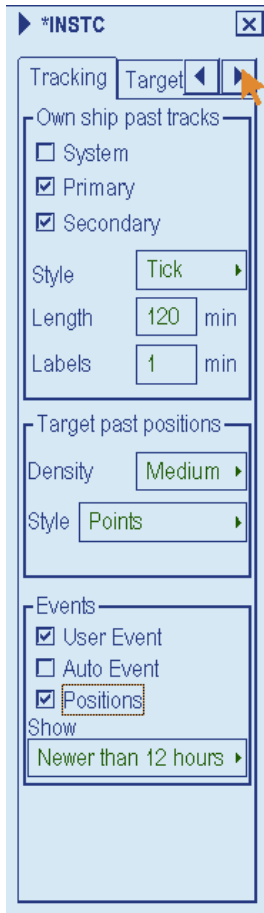 *INSTC
Tracking Target
Own ship past tracks
System
Primary
Secondary
Style Tick
Length 120 min
Labels 1 min
Target past positions
Density Medium
Style Points
Events
User Event
Auto Event
Positions
Show
Newer than 12 hours